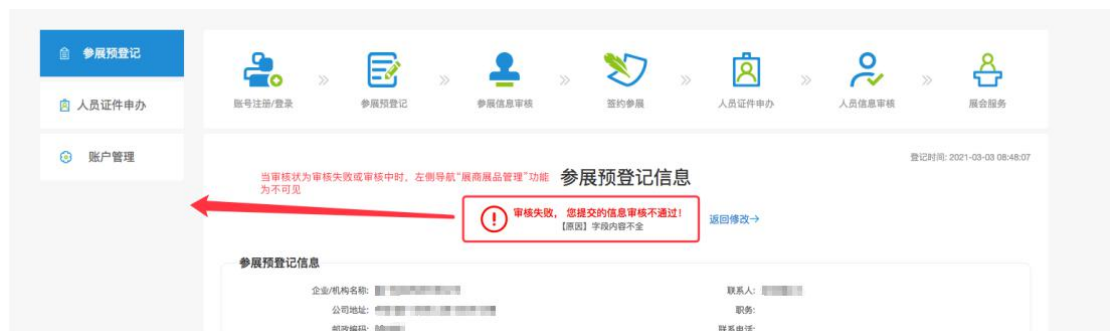 参展预登记
人员证件申办
账户管理
账号注册/登录
参展预登记
参展信息审核
签约参展
人员证件申办
人员信息审核
展会服务
登记时间: 2021-03-03 08:48:07
当审核状为审核失败或审核中时，左侧导航“展商展品管理”功能
为不可见
参展预登记信息
审核失败， 您提交的信息审核不通过！
【原因】字段内容不全
返回修改→
参展预登记信息
企业/机构名称:
联系人:
公司地址:
职务:
邮政编码:
联系电话: